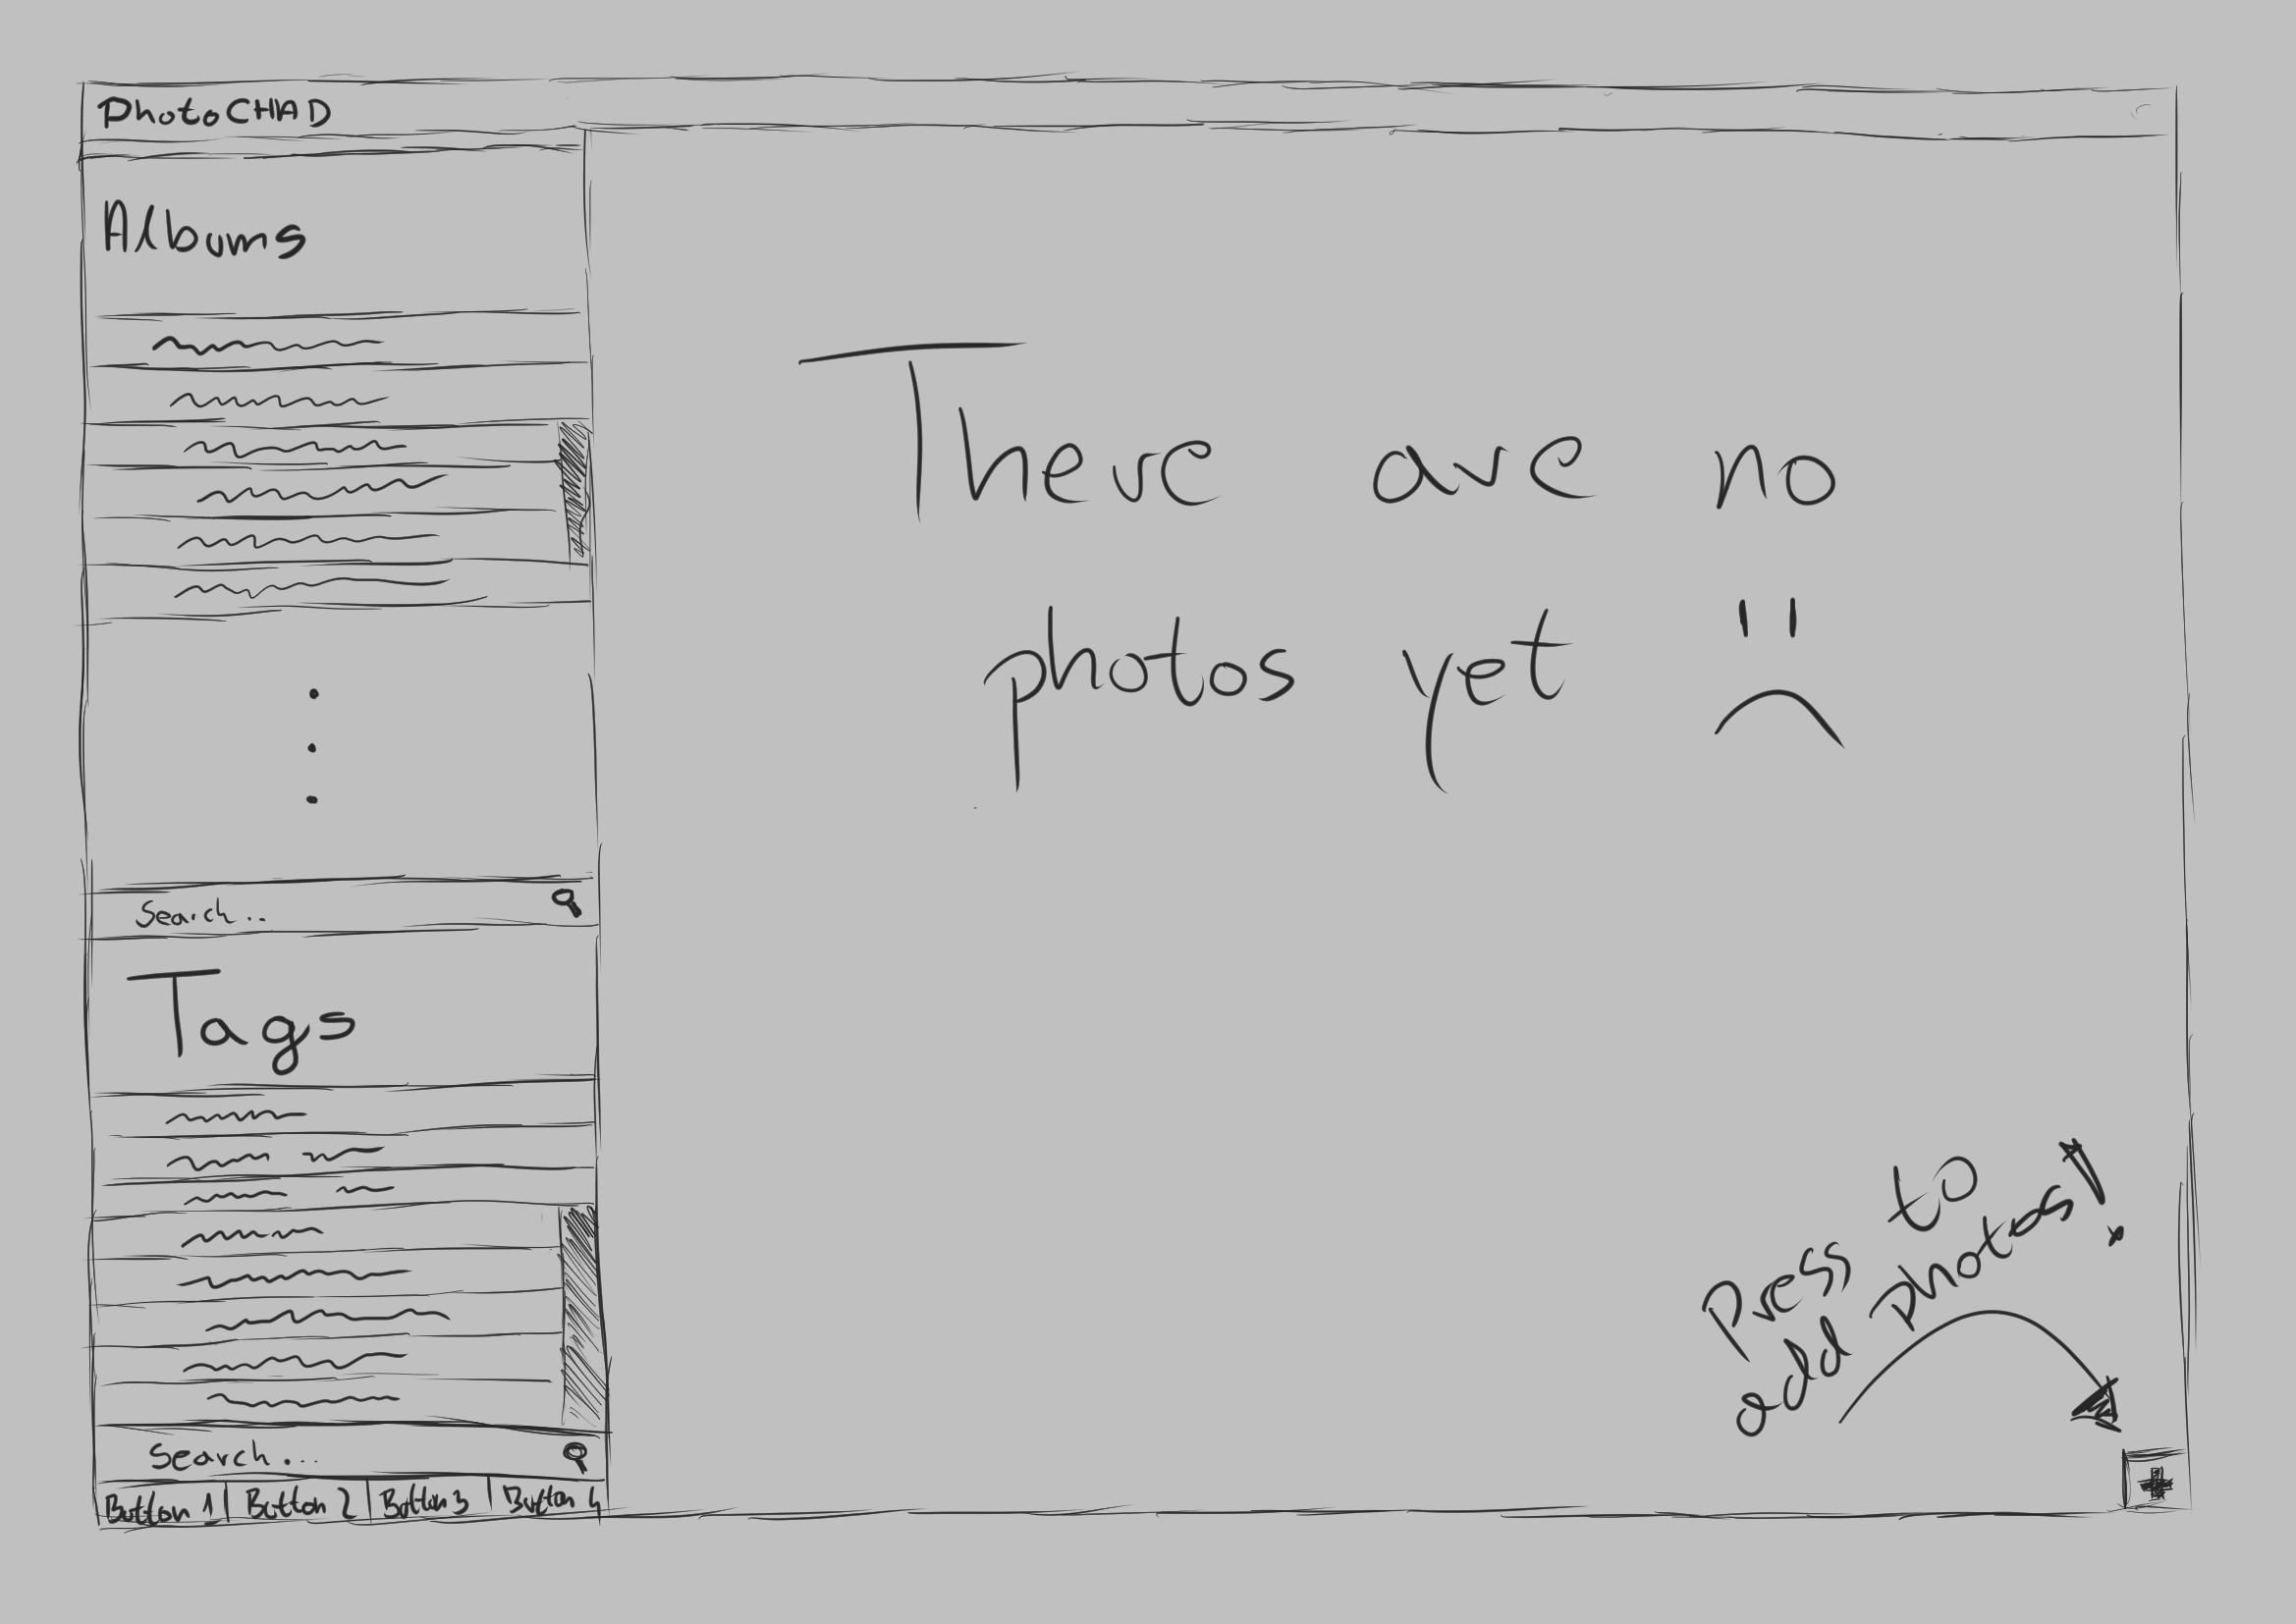 PhotoCHAD
Albums
Search...
Tags
Search...
Button 1
Button 2
Button 3
Button 4
There are no
photos yet
Press to
add photos!
+